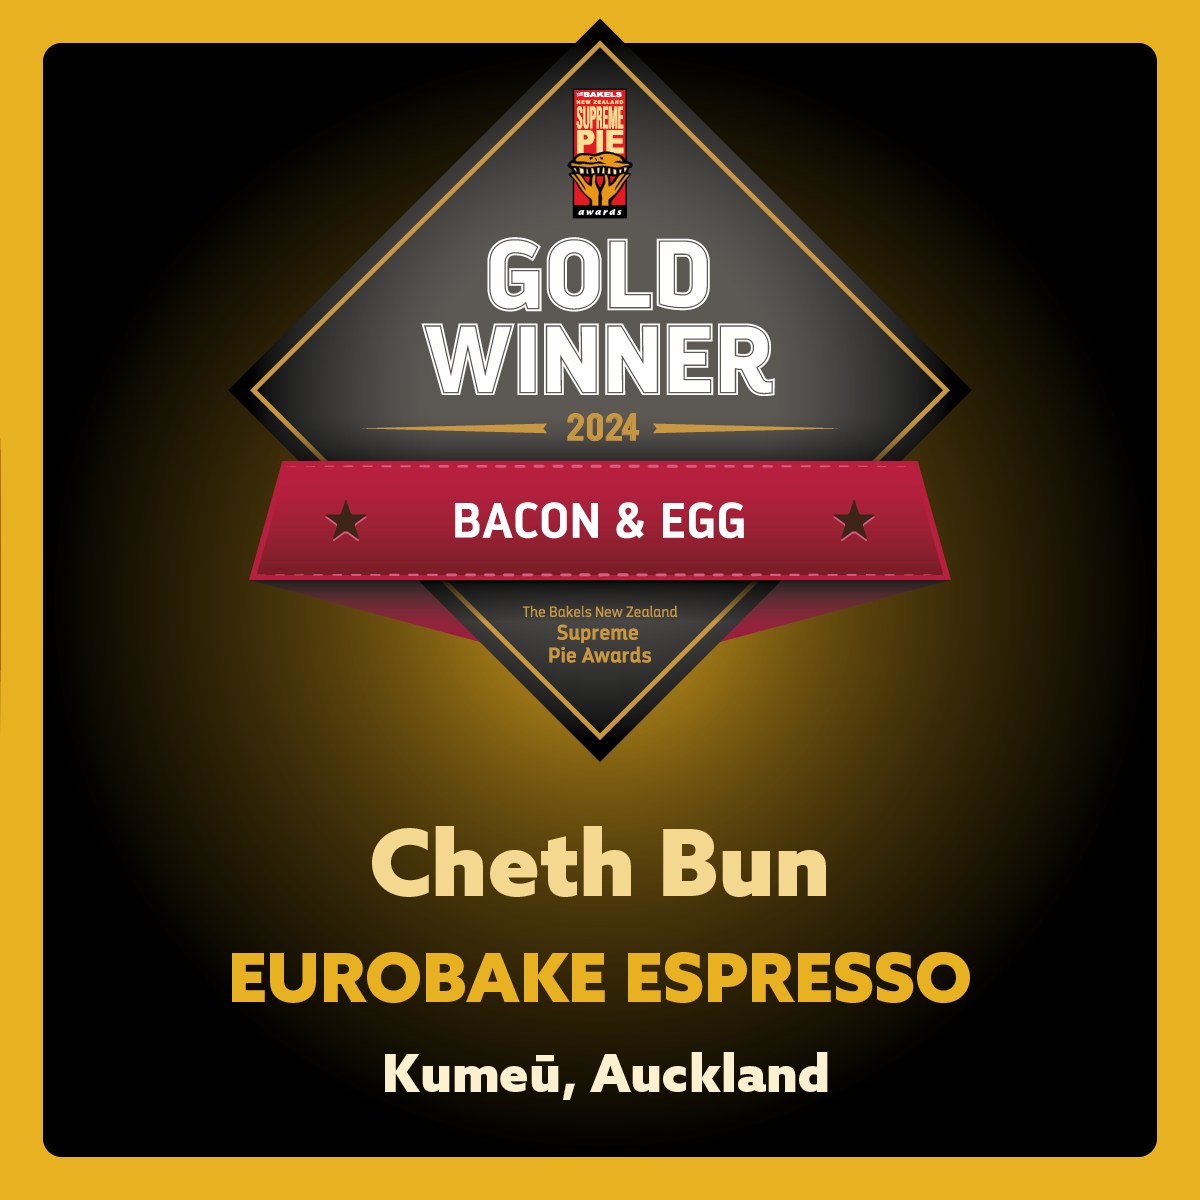 THE BAKELS
NEW ZEALAND
SUPREME
PIE
awards
GOLD
WINNER
2024
BACON & EGG
The Bakels New Zealand
Supreme
Pie Awards
Cheth Bun
EUROBAKE ESPRESSO
Kumeū, Auckland